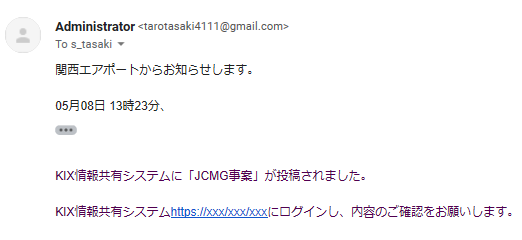 Administrator <tarotasaki4111@gmail.com>
To s_tasaki
関西エアポートからお知らせします。
05月08日 13時23分、
KIX情報共有システムに「JCMG事案」が投稿されました。
KIX情報共有システムhttps://xxx/xxx/xxxにログインし、内容のご確認をお願いします。